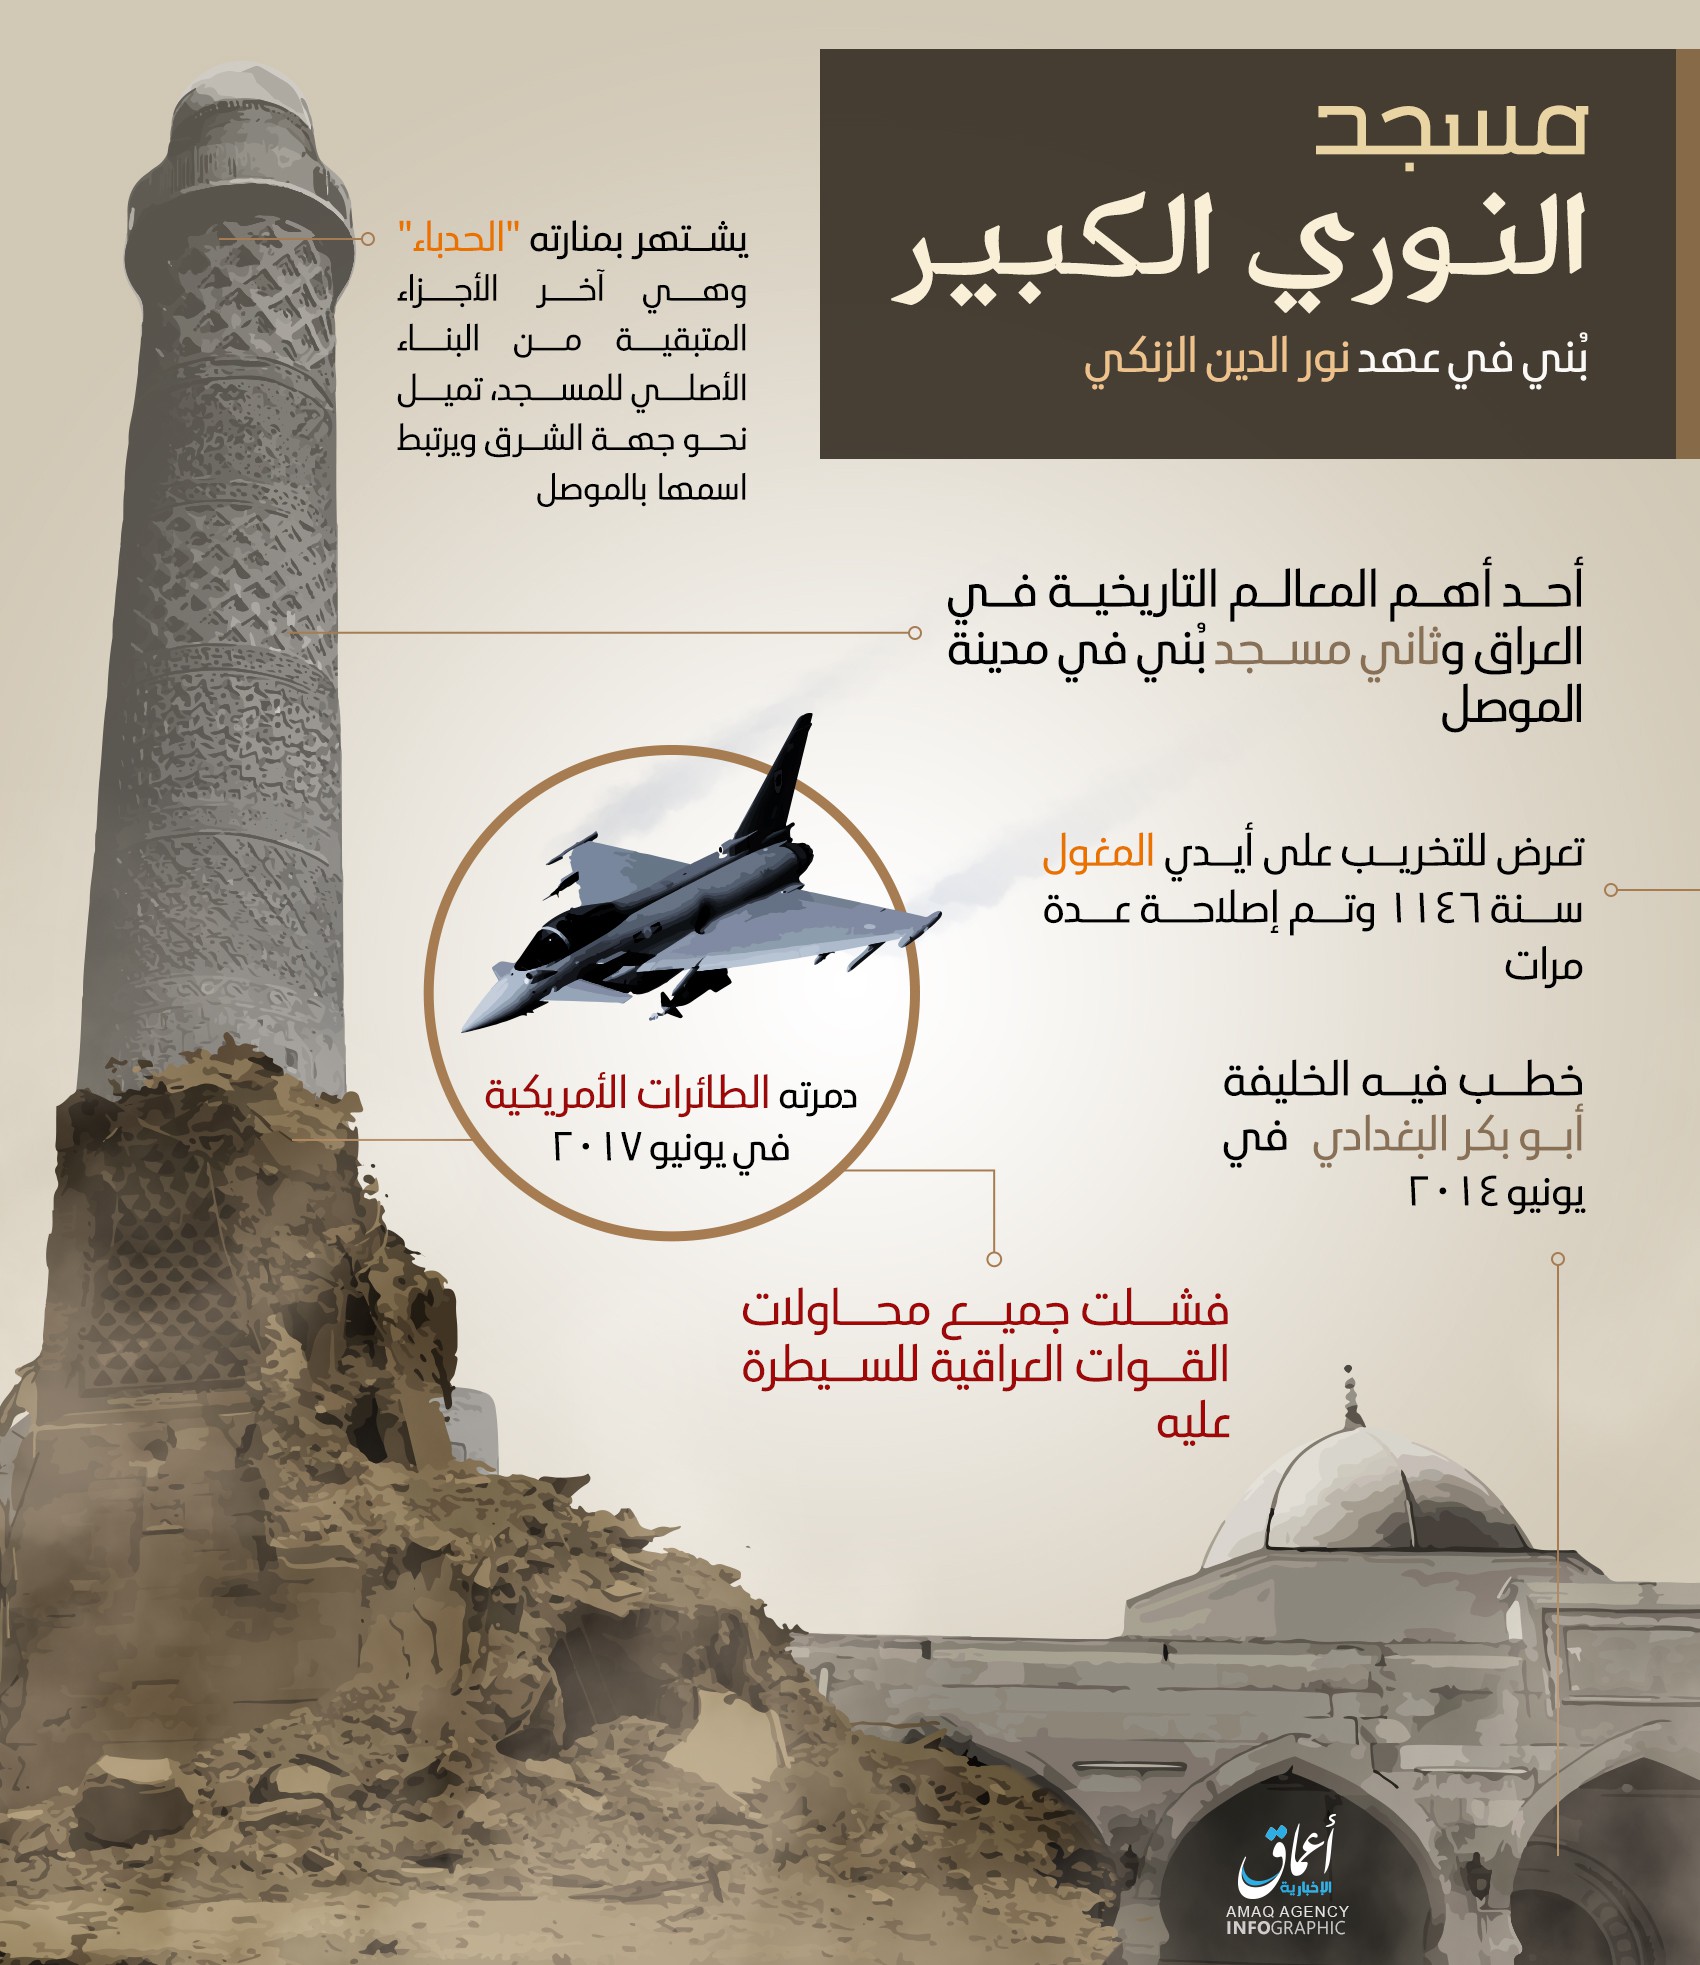 مسجد
النوري الكبير
بُني في عهد نور الدين الزنكي
يشتهر بمنارته "الحدباء"
وهي آخر الأجزاء
المتبقية من البناء
الأصلي للمسجد، تميل
نحو جهة الشرق ويرتبط
اسمها بالموصل
أحد أهم المعالم التاريخية في
العراق وثاني مسجد بُني في مدينة
الموصل
تعرض للتخريب على أيدي المغول
سنة ١١٤٦ وتم إصلاحة عدة
مرات
خطب فيه الخليفة
أبو بكر البغدادي في
يونيو ٢٠١٤
دمرته الطائرات الأمريكية
في يونيو ٢٠١٧
فشلت جميع محاولات
القوات العراقية للسيطرة
عليه
أعماق
الإخبارية
AMAQ AGENCY
INFOGRAPHIC